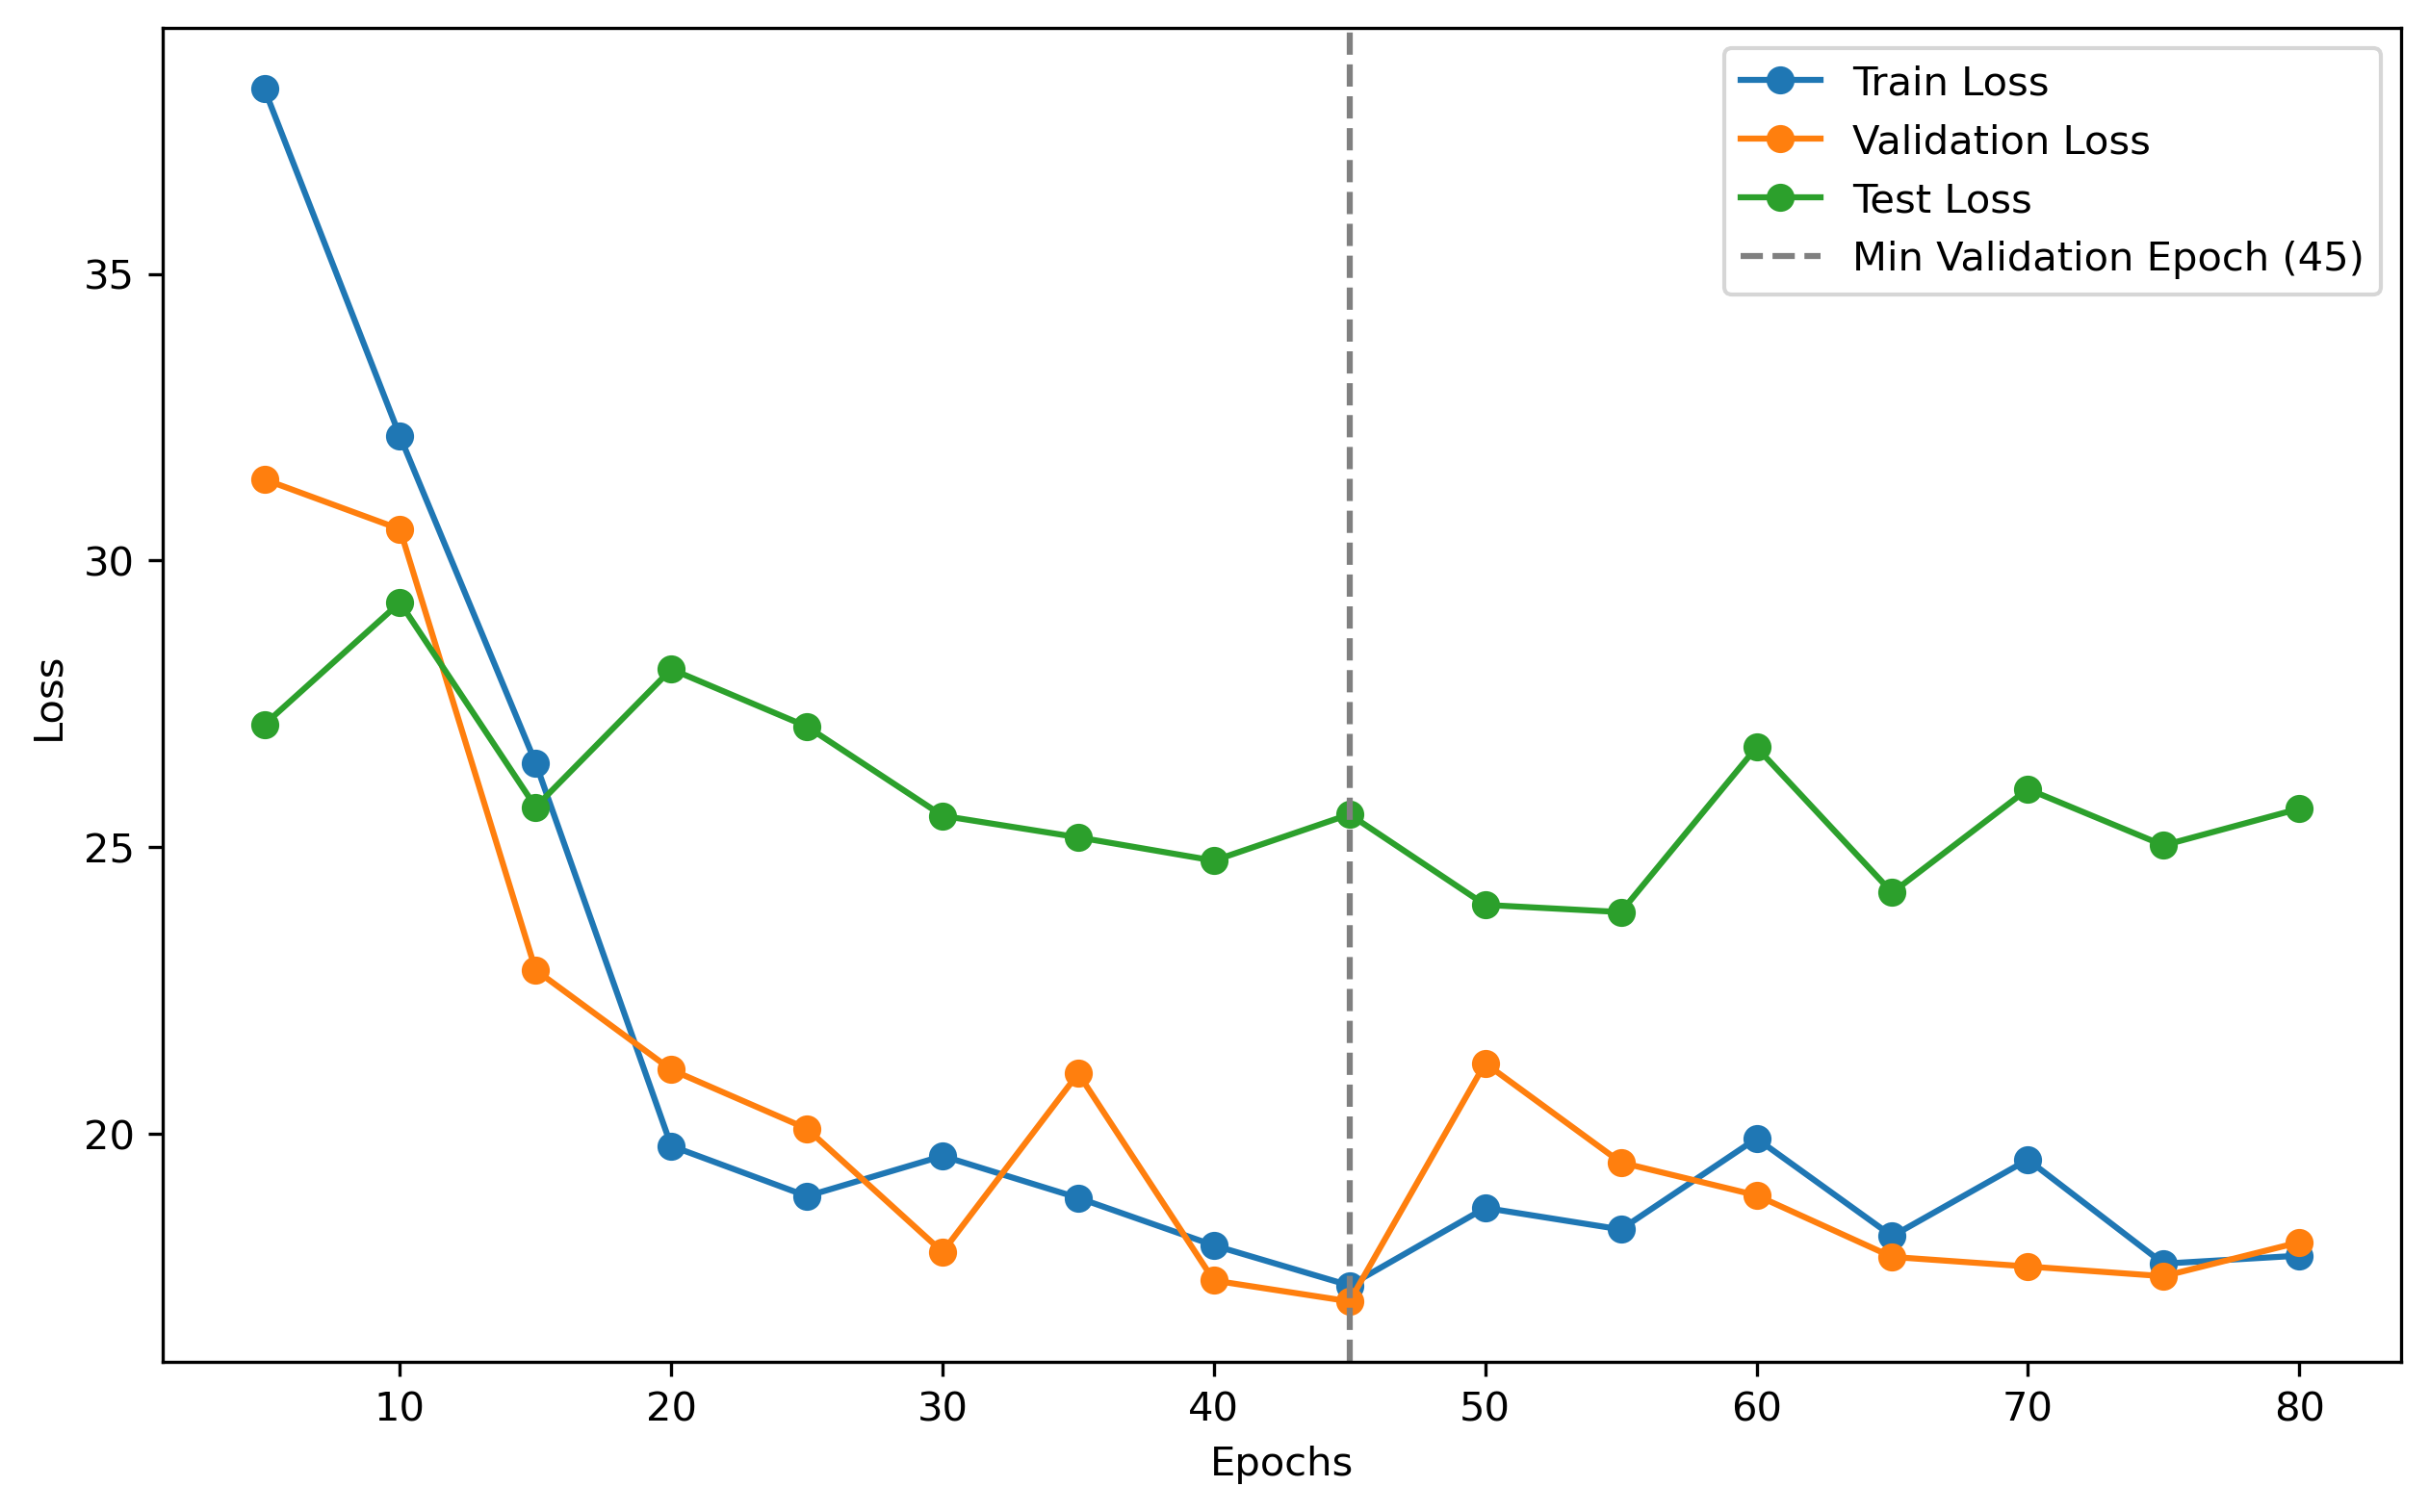 Train Loss
Validation Loss
Test Loss
Min Validation Epoch (45)
35
30
25
20
Loss
10 20 30 40 50 60 70 80
Epochs